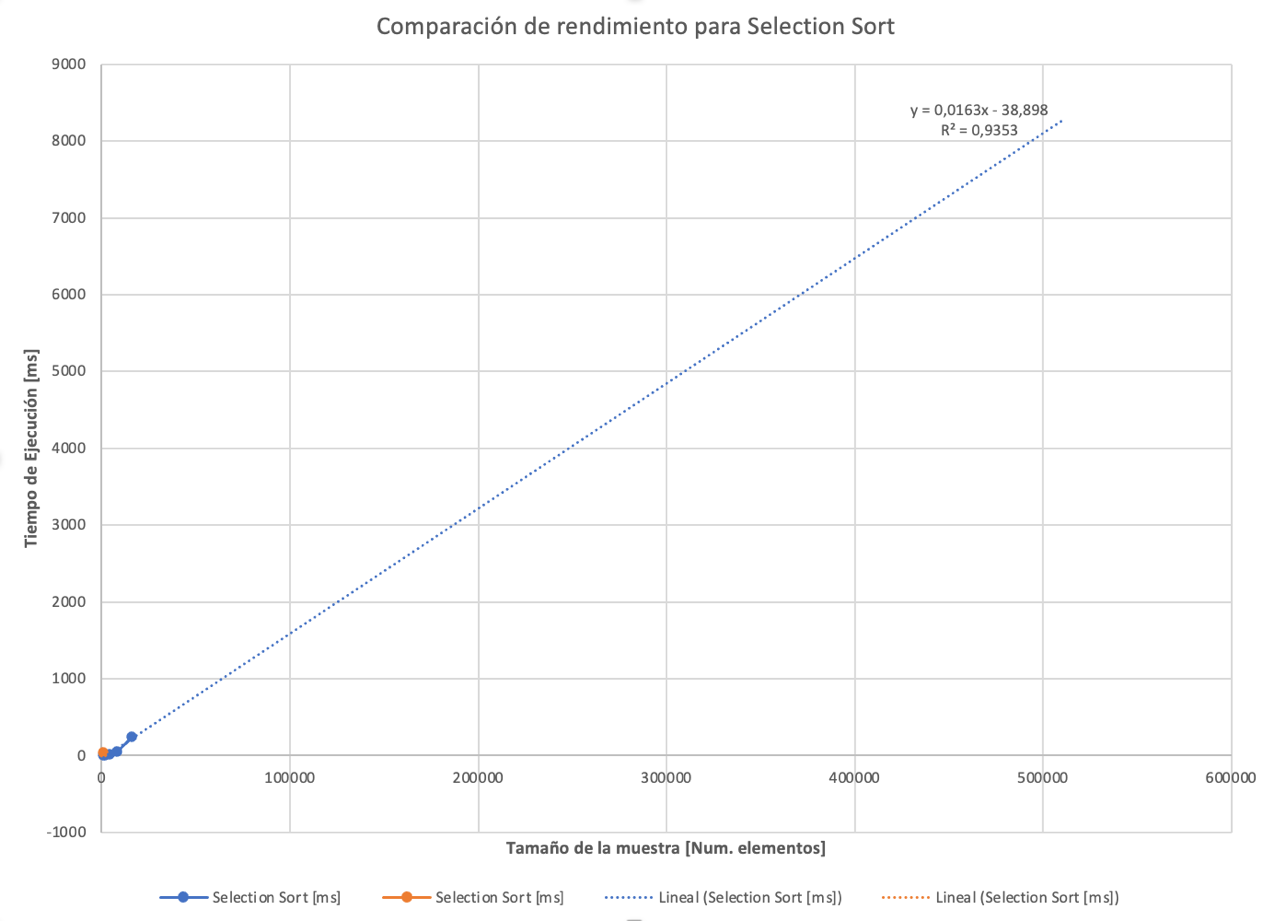 Comparación de rendimiento para Selection Sort
9000
8000
7000
6000
5000
4000
3000
2000
1000
0
-1000
y = 0,0163x - 38,898
R² = 0,9353
0 100000 200000 300000 400000 500000 600000
Tiempo de Ejecución [ms]
Tamaño de la muestra [Num. elementos]
Selection Sort [ms] Selection Sort [ms] Lineal (Selection Sort [ms]) Lineal (Selection Sort [ms])